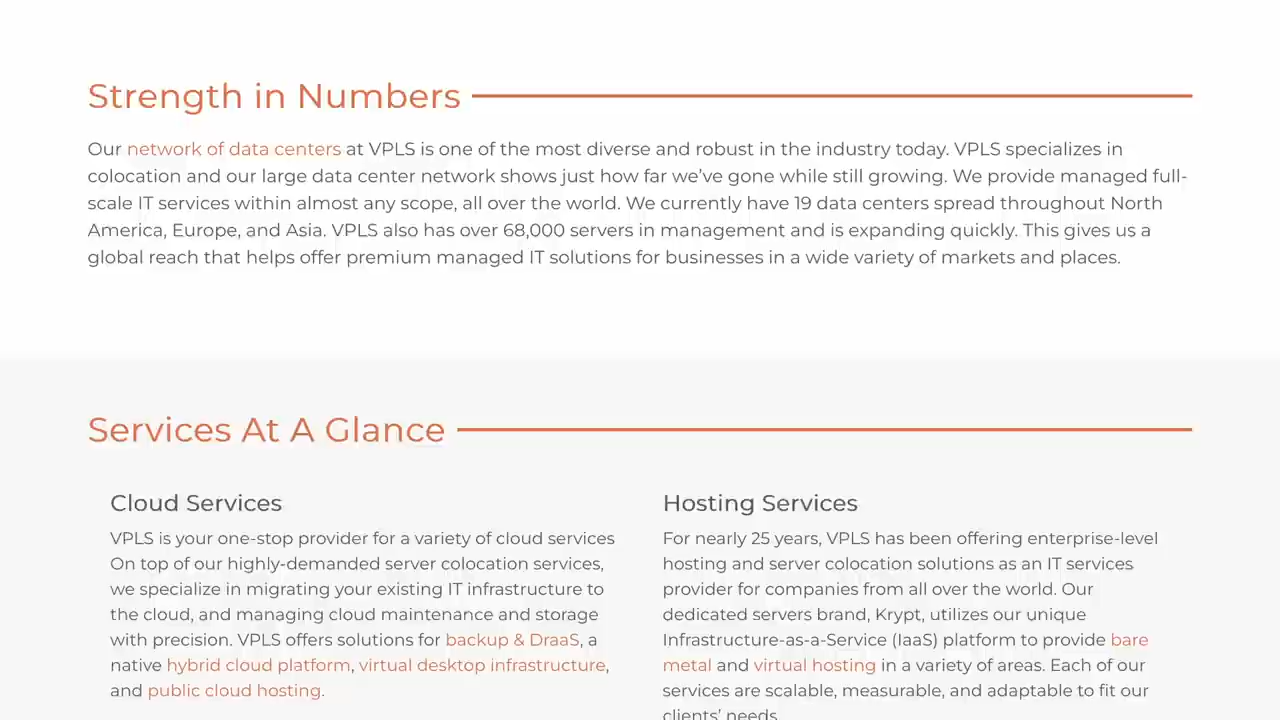 Strength in Numbers
Our network of data centers at VPLS is one of the most diverse and robust in the industry today. VPLS specializes in
colocation and our large data center network shows just how far we've gone while still growing. We provide managed full-
scale IT services within almost any scope, all over the world. We currently have 19 data centers spread throughout North
America, Europe, and Asia. VPLS also has over 68,000 servers in management and is expanding quickly. This gives us a
global reach that helps offer premium managed IT solutions for businesses in a wide variety of markets and places.
Services At A Glance
Cloud Services
VPLS is your one-stop provider for a variety of cloud services
On top of our highly-demanded server colocation services,
we specialize in migrating your existing IT infrastructure to
the cloud, and managing cloud maintenance and storage
with precision. VPLS offers solutions for backup & DraaS, a
native hybrid cloud platform, virtual desktop infrastructure,
and public cloud hosting.
Hosting Services
For nearly 25 years, VPLS has been offering enterprise-level
hosting and server colocation solutions as an IT services
provider for companies from all over the world. Our
dedicated servers brand, Krypt, utilizes our unique
Infrastructure-as-a-Service (IaaS) platform to provide bare
metal and virtual hosting in a variety of areas. Each of our
services are scalable, measurable, and adaptable to fit our
clients' needs.